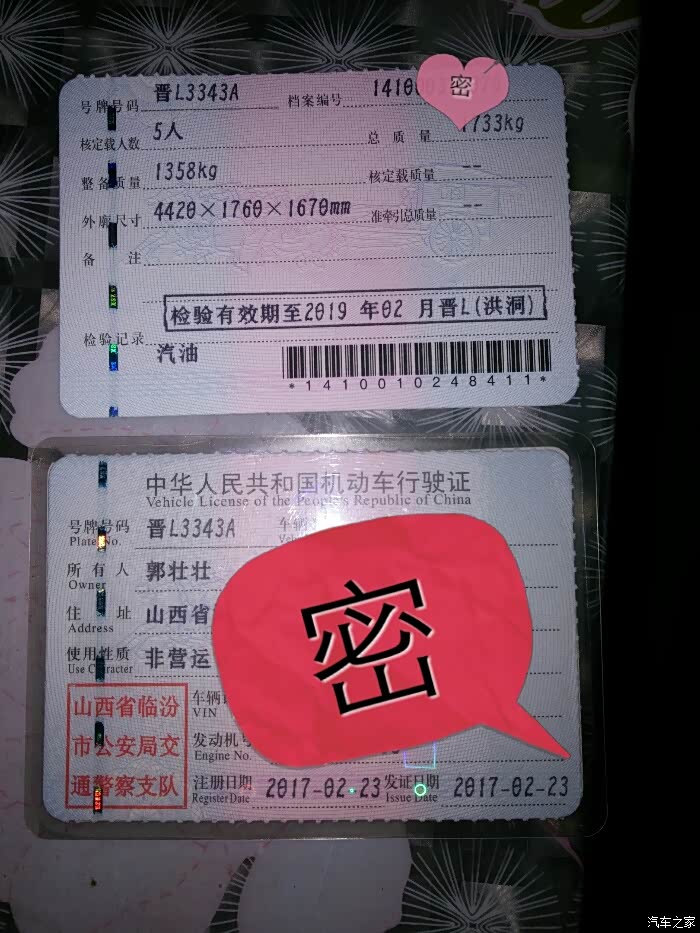 号牌号码 晋L3343A 档案编号 1410 密
核定载人数 5人 总质量 1733kg
整备质量 1358kg 核定载质量 --
外廓尺寸 4420×1760×1670mm 准牵引总质量 --
备注
检验有效期至2019 年02 月晋L(洪洞)
检验记录
汽油
*1410010248411*
中华人民共和国机动车行驶证
Vehicle License of the People's Republic of China
号牌号码 晋L3343A 车辆
Plate No.
所有人 郭壮壮
Owner
住址 山西省
Address
密
使用性质 非营运
Use Character
山西省临汾
市公安局交
通警察支队
车辆
VIN
发动机号
Engine No.
注册日期 2017-02-23 发证日期 2017-02-23
Register Date Issue Date
汽车之家